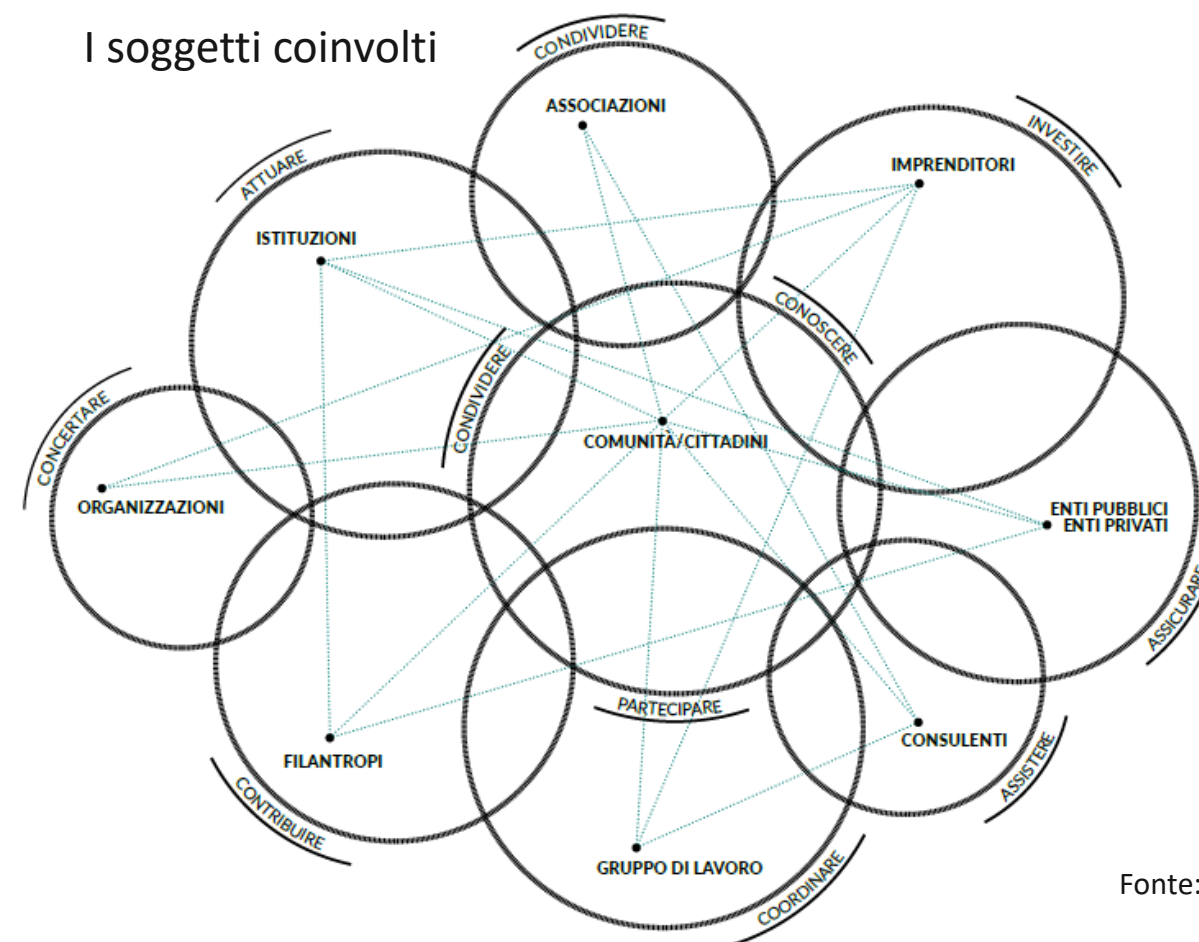 I soggetti coinvolti
CONDIVIDERE
ASSOCIAZIONI
INVESTIRE
IMPRENDITORI
ATTUARE
ISTITUZIONI
CONOSCERE
CONDIVIDERE
CONCERTARE
COMUNITÀ/CITTADINI
ORGANIZZAZIONI
ENTI PUBBLICI
ENTI PRIVATI
ASSICURARE
PARTECIPARE
CONSULENTI
FILANTROPI
ASSISTERE
CONTRIBUIRE
GRUPPO DI LAVORO
COORDINARE
Fonte: